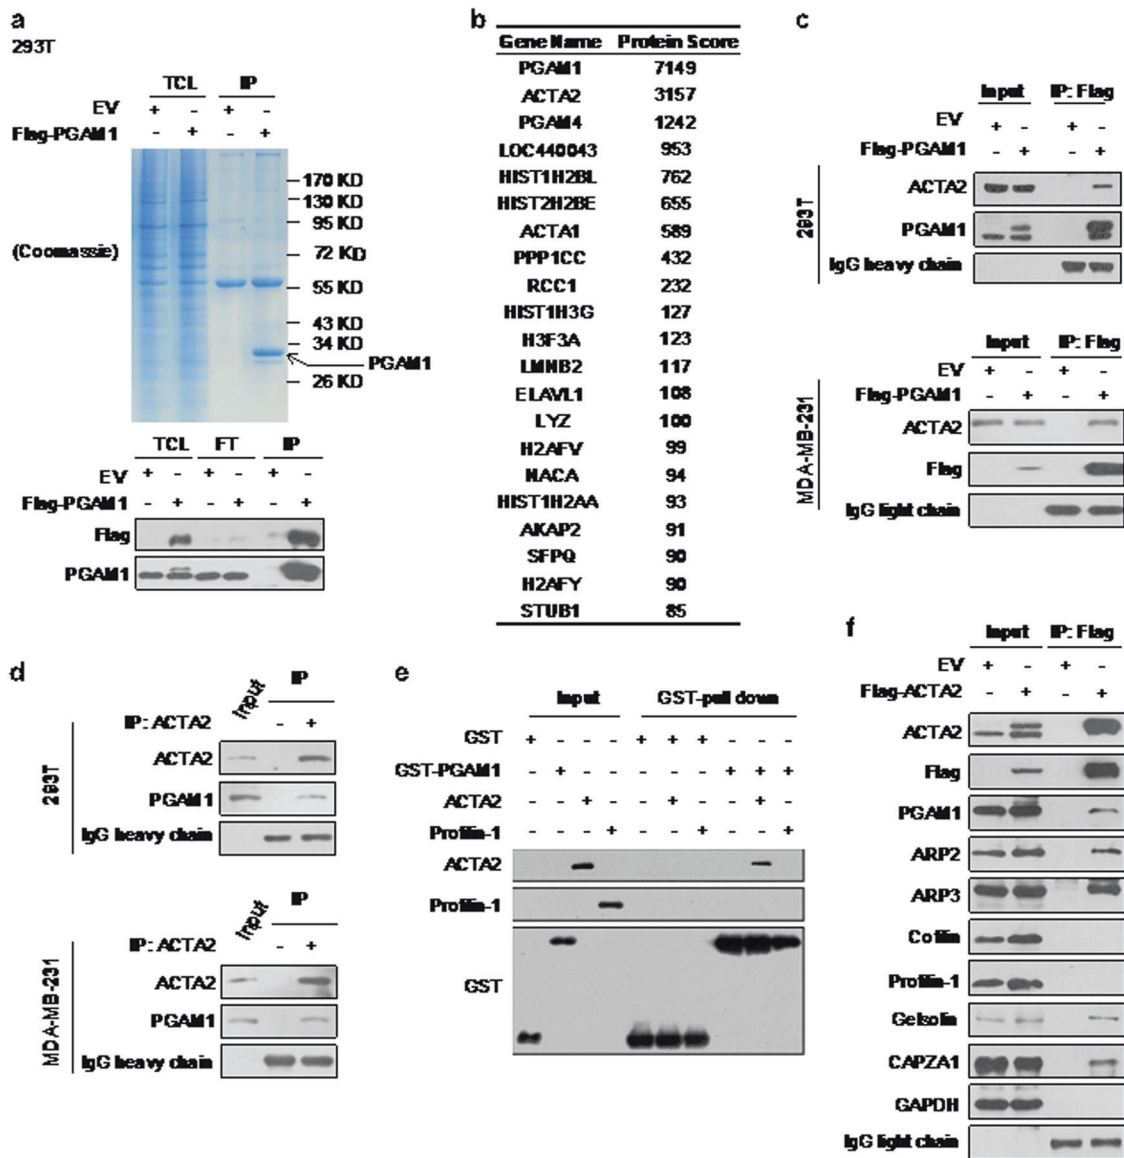 a
293T
TCL IP
EV + - + -
Flag-PGAM1 - + - +
170 KD
130 KD
95 KD
(Coomassie)
72 KD
55 KD
43 KD
34 KD
PGAM1
26 KD
TCL FT IP
EV + - + - + -
Flag-PGAM1 - + - + - +
Flag
PGAM1
b
Gene Name Protein Score
PGAM1 7149
ACTA2 3157
PGAM4 1242
LOC440043 953
HIST1H2BL 762
HIST2H2BE 655
ACTA1 589
PPP1CC 432
RCC1 232
HIST1H3G 127
H3F3A 123
LMNB2 117
ELAVL1 108
LYZ 100
H2AFV 99
NACA 94
HIST1H2AA 93
AKAP2 91
SFPQ 90
H2AFY 90
STUB1 85
c
Input IP: Flag
EV + - + -
Flag-PGAM1 - + - +
293T
ACTA2
PGAM1
IgG heavy chain
Input IP: Flag
EV + - + -
Flag-PGAM1 - + - +
MDA-MB-231
ACTA2
Flag
IgG light chain
d
Input IP
IP: ACTA2 - +
293T
ACTA2
PGAM1
IgG heavy chain
Input IP
IP: ACTA2 - +
MDA-MB-231
ACTA2
PGAM1
IgG heavy chain
e
Input GST-pull down
GST + - - - + + + - - -
GST-PGAM1 - + - - - - - + + +
ACTA2 - - + - - + - - + -
Profilin-1 - - - + - - + - - +
ACTA2
Profilin-1
GST
f
Input IP: Flag
EV + - + -
Flag-ACTA2 - + - +
ACTA2
Flag
PGAM1
ARP2
ARP3
Cofilin
Profilin-1
Gelsolin
CAPZA1
GAPDH
IgG light chain